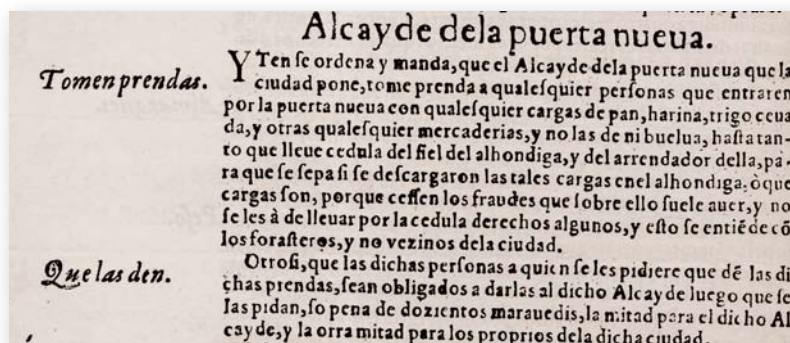 Alcayde dela puerta nueua.
Tomen prendas.
YTen ſe ordena y manda,que el Alcayde dela puerta nueua que la
ciudad pone,tome prenda a qualeſquier perſonas que entraren
por la puerta nueua con qualeſquier cargas de pan,harina,trigo ceua
da,y otras qualeſquier mercaderias,y no las de ni buelua, haſta tan-
to que lleue cedula del fiel del alhondiga,y del arrendador della,pa-
ra que ſe ſepa ſi ſe deſcargaron las tales cargas enel alhondiga, òque
cargas ſon, porque ceſſen los fraudes que ſobre ello ſuele auer, y no
ſe les à de lleuar por la cedula derechos algunos,y eſto ſe entiẽde cõ
los foraſteros,y no vezinos dela ciudad.
Que las den.
Otroſi,que las dichas perſonas a quien ſe les pidiere que dẽ las di
chas prendas,ſean obligados a darlas al dicho Alcayde luego que ſe
las pidan,ſo pena de dozientos marauedis,la mitad para el dicho Al
cayde,y la orra mitad para los proprios dela dicha ciudad.